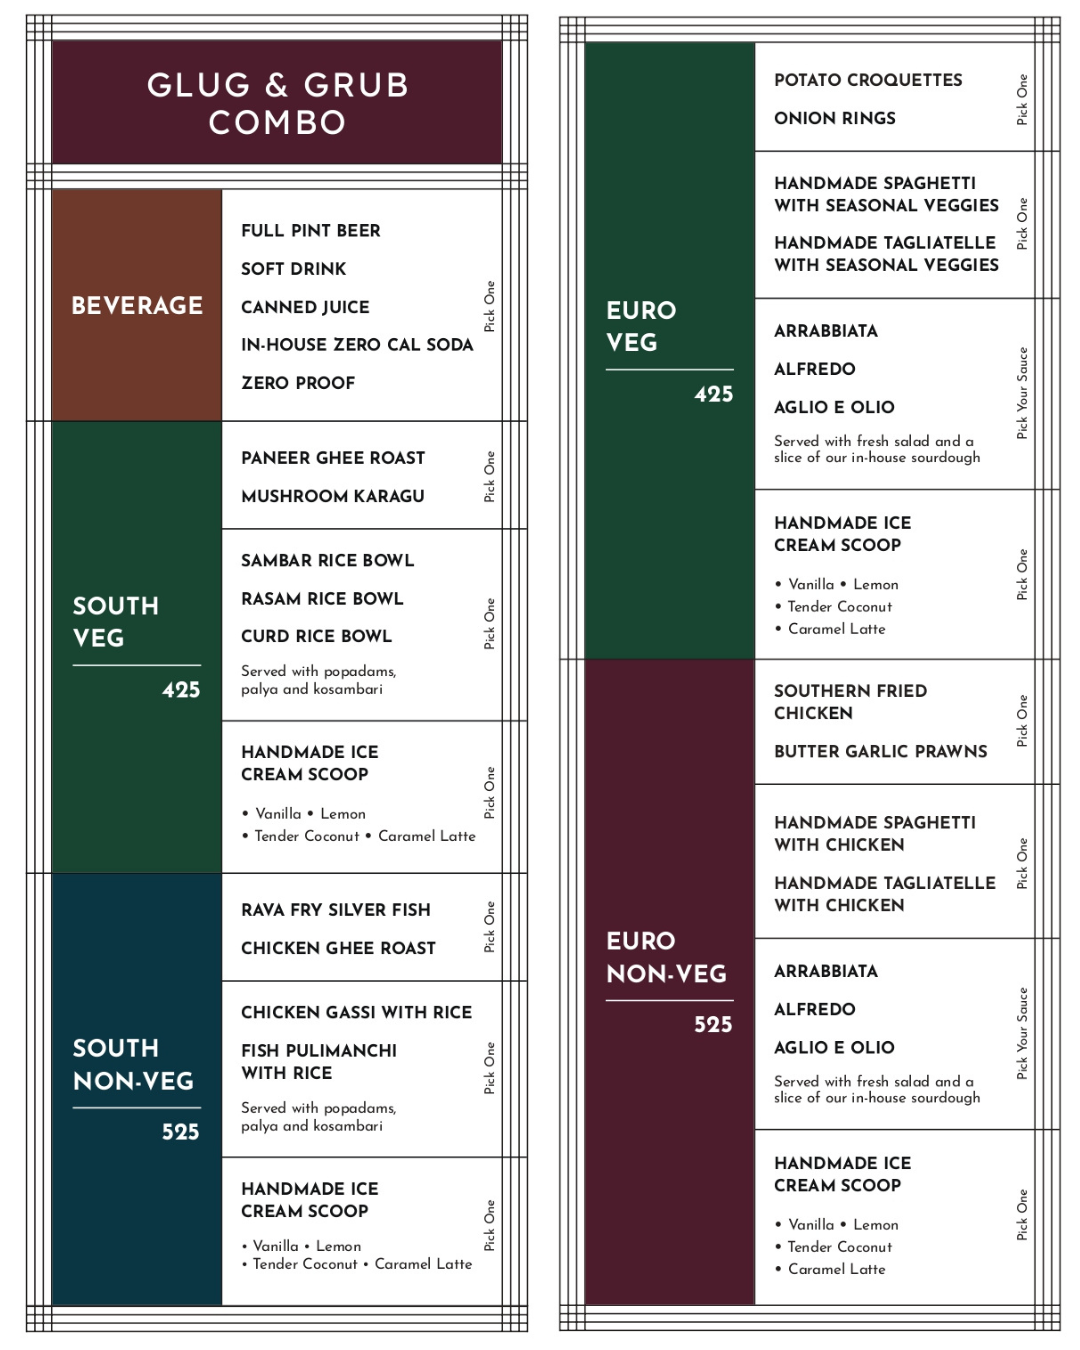 GLUG & GRUB
COMBO
BEVERAGE
FULL PINT BEER
SOFT DRINK
CANNED JUICE
IN-HOUSE ZERO CAL SODA
ZERO PROOF
Pick One
SOUTH
VEG
425
PANEER GHEE ROAST
MUSHROOM KARAGU
Pick One
SAMBAR RICE BOWL
RASAM RICE BOWL
CURD RICE BOWL
Served with popadams,
palya and kosambari
Pick One
HANDMADE ICE
CREAM SCOOP
• Vanilla • Lemon
• Tender Coconut • Caramel Latte
Pick One
SOUTH
NON-VEG
525
RAVA FRY SILVER FISH
CHICKEN GHEE ROAST
Pick One
CHICKEN GASSI WITH RICE
FISH PULIMANCHI
WITH RICE
Served with popadams,
palya and kosambari
Pick One
HANDMADE ICE
CREAM SCOOP
• Vanilla • Lemon
• Tender Coconut • Caramel Latte
Pick One
EURO
VEG
425
POTATO CROQUETTES
ONION RINGS
Pick One
HANDMADE SPAGHETTI
WITH SEASONAL VEGGIES
HANDMADE TAGLIATELLE
WITH SEASONAL VEGGIES
Pick One
ARRABBIATA
ALFREDO
AGLIO E OLIO
Served with fresh salad and a
slice of our in-house sourdough
Pick Your Sauce
HANDMADE ICE
CREAM SCOOP
• Vanilla • Lemon
• Tender Coconut
• Caramel Latte
Pick One
EURO
NON-VEG
525
SOUTHERN FRIED
CHICKEN
BUTTER GARLIC PRAWNS
Pick One
HANDMADE SPAGHETTI
WITH CHICKEN
HANDMADE TAGLIATELLE
WITH CHICKEN
Pick One
ARRABBIATA
ALFREDO
AGLIO E OLIO
Served with fresh salad and a
slice of our in-house sourdough
Pick Your Sauce
HANDMADE ICE
CREAM SCOOP
• Vanilla • Lemon
• Tender Coconut
• Caramel Latte
Pick One